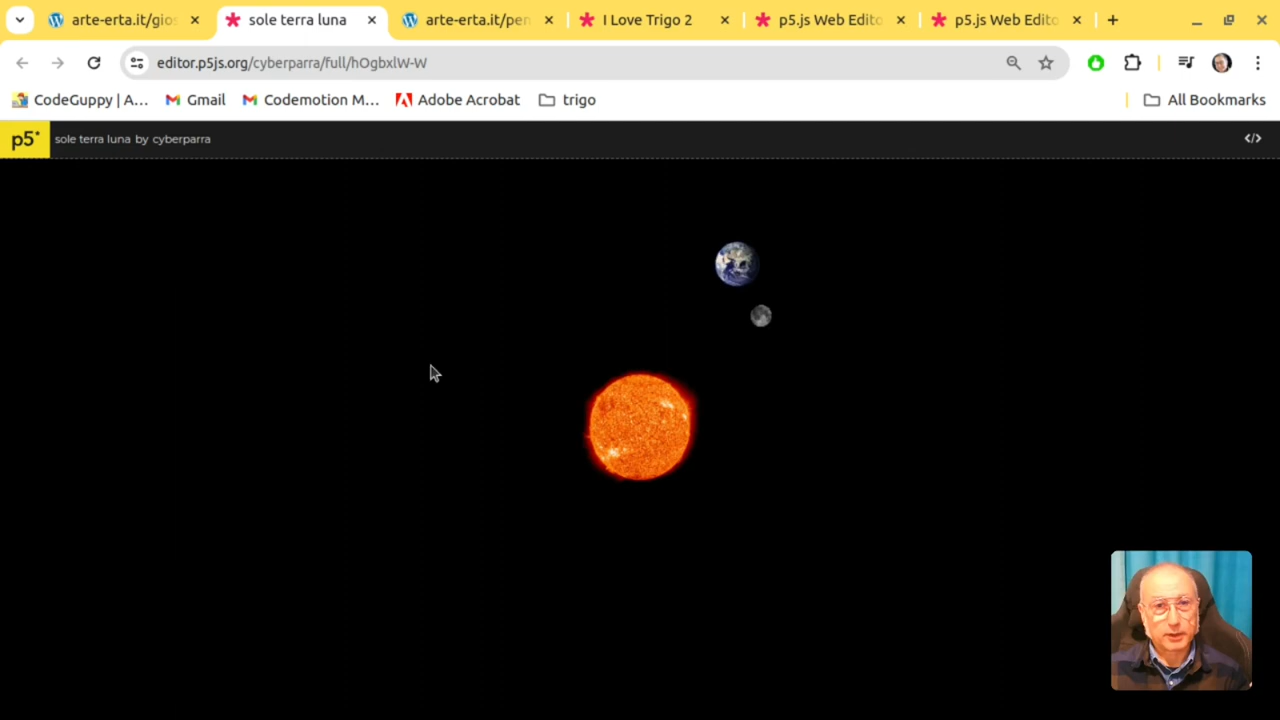 arte-erta.it/gios
sole terra luna
arte-erta.it/pen
I Love Trigo 2
p5.js Web Edito
p5.js Web Edito
editor.p5js.org/cyberparra/full/hOgbxlW-W
CodeGuppy | A...
Gmail
Codemotion M...
Adobe Acrobat
trigo
All Bookmarks
p5* sole terra luna by cyberparra </>